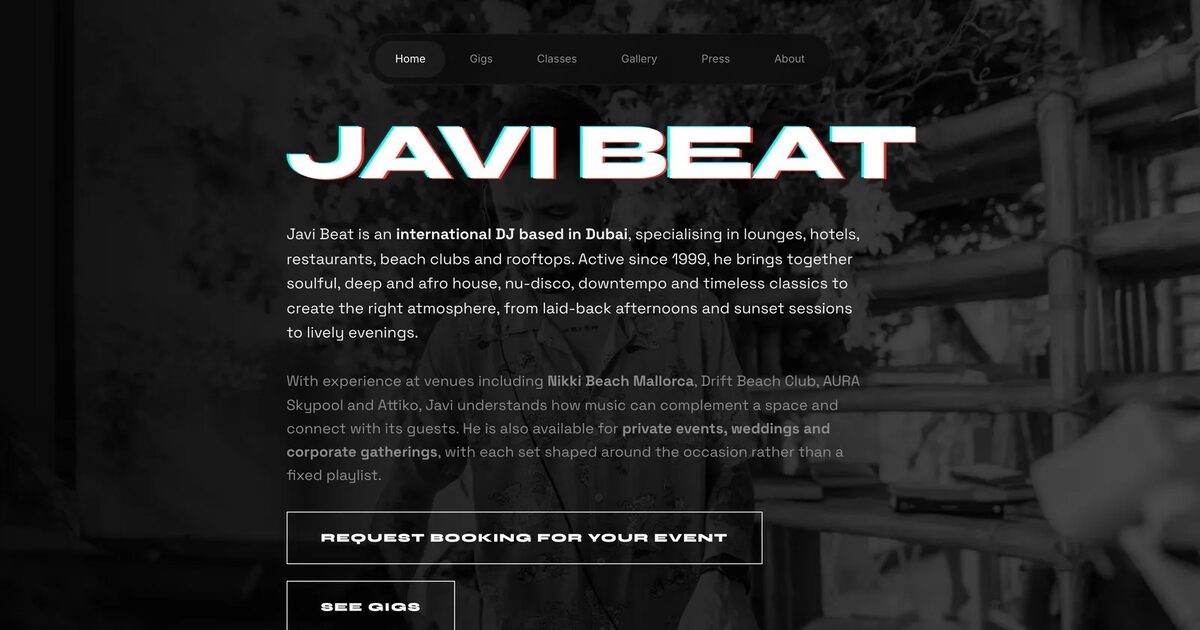 Home Gigs Classes Gallery Press About
JAVI BEAT
Javi Beat is an international DJ based in Dubai, specialising in lounges, hotels,
restaurants, beach clubs and rooftops. Active since 1999, he brings together
soulful, deep and afro house, nu-disco, downtempo and timeless classics to
create the right atmosphere, from laid-back afternoons and sunset sessions
to lively evenings.
With experience at venues including Nikki Beach Mallorca, Drift Beach Club, AURA
Skypool and Attiko, Javi understands how music can complement a space and
connect with its guests. He is also available for private events, weddings and
corporate gatherings, with each set shaped around the occasion rather than a
fixed playlist.
REQUEST BOOKING FOR YOUR EVENT
SEE GIGS